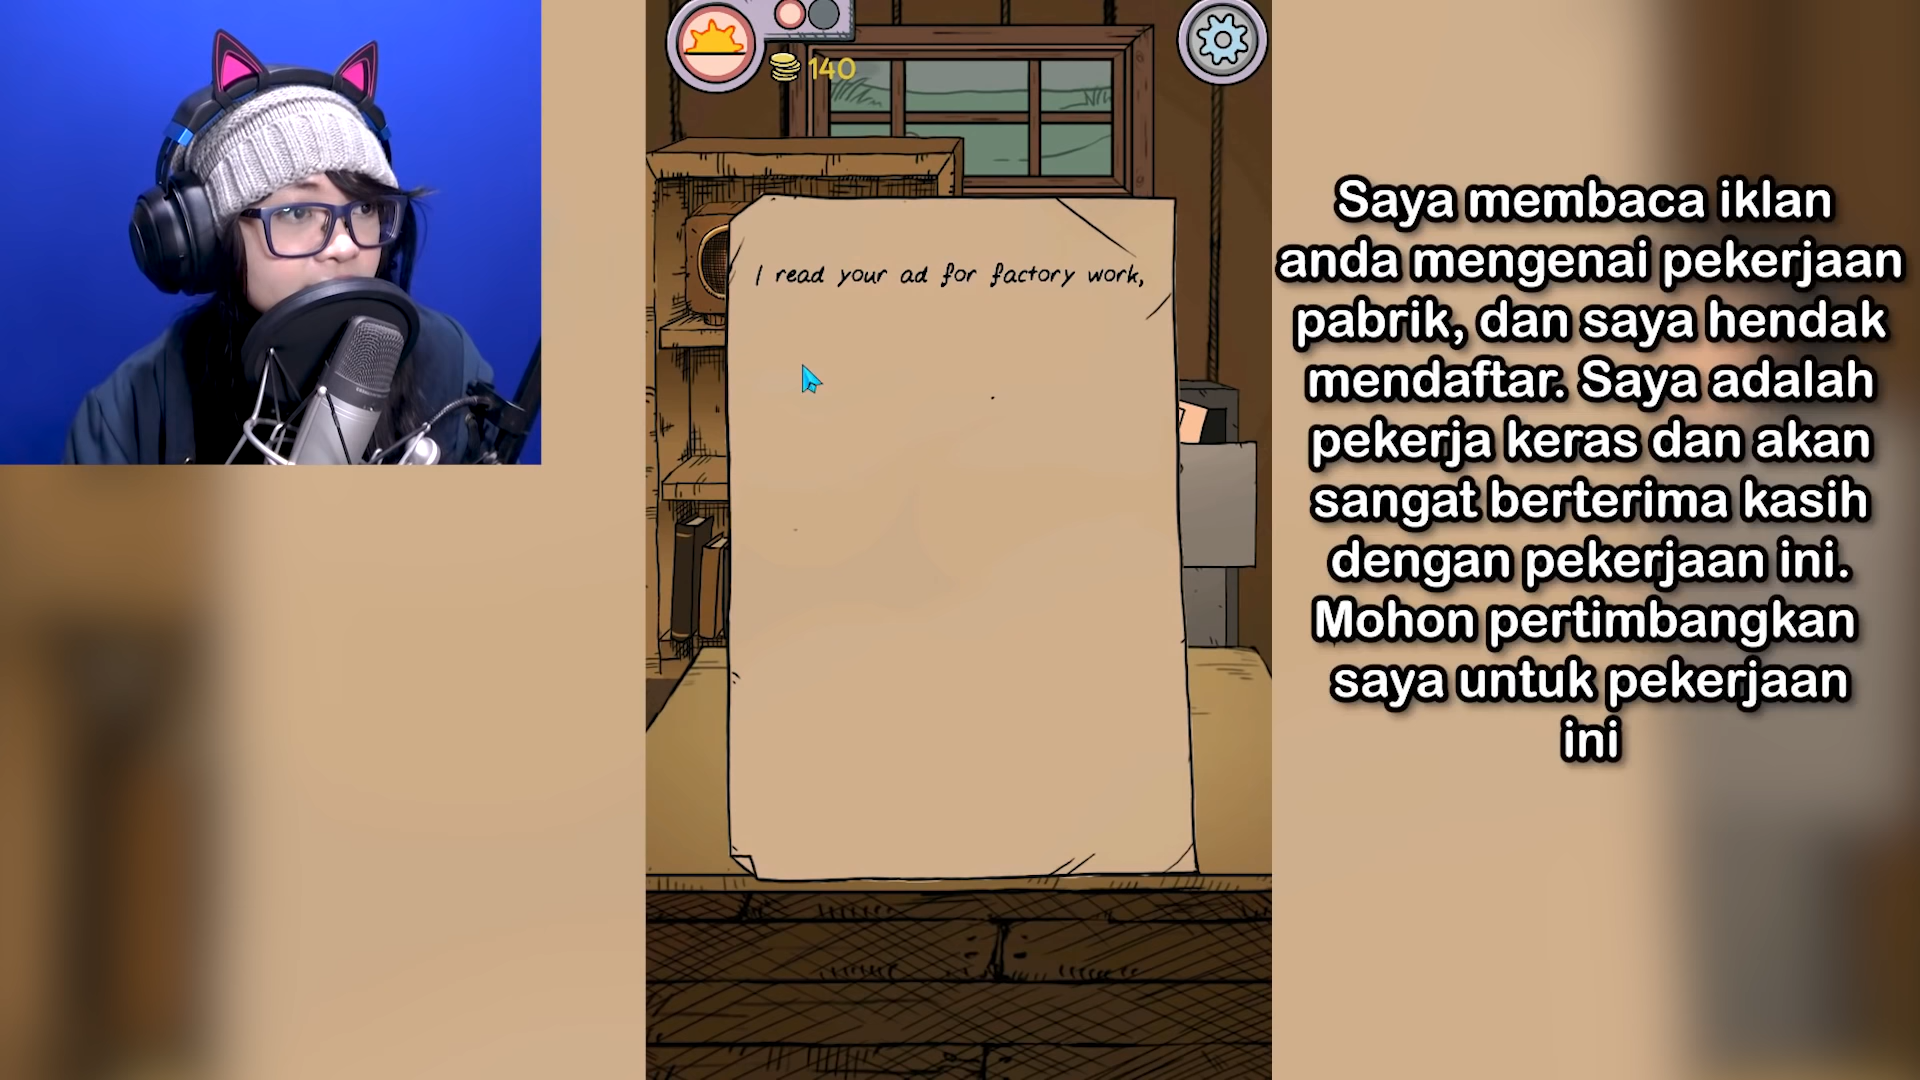 140
I read your ad for factory work,
Saya membaca iklan
anda mengenai pekerjaan
pabrik, dan saya hendak
mendaftar. Saya adalah
pekerja keras dan akan
sangat berterima kasih
dengan pekerjaan ini.
Mohon pertimbangkan
saya untuk pekerjaan
ini